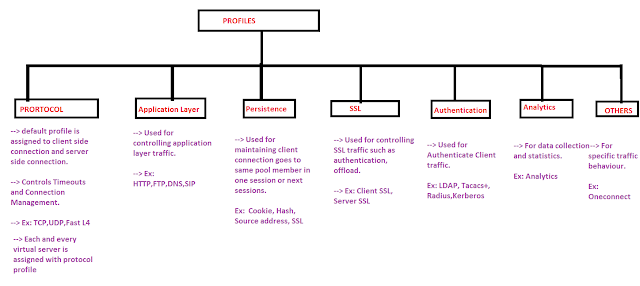 PROFILES
PRORTOCOL
--> default profile is
assigned to client side
connection and server
side connection.
--> Controls Timeouts
and Connection
Management,
--> Ex: TCP,UDP,Fast L4
--> Each and every
virtual server is
assigned with protocol
profile
Application Layer
--> Used for
controlling application
layer traffic.
--> Ex:
HTTP,FTP,DNS,SIP
Persistence
--> Used for
maintaining client
connection goes to
same pool member in
one session or next
sessions.
Ex: Cookie, Hash,
Source address, SSL
SSL
--> Used for controlling
SSL traffic such as
authentication,
offload.
--> Ex: Client SSL,
Server SSL
Authentication
--> Used for
Authenticate Client
traffic.
Ex: LDAP, Tacacs+,
Radius,Kerberos
Analytics
--> For data collection
and statistics.
Ex: Analytics
OTHERS
--> For
specific traffic
behaviour.
Ex:
Oneconnect